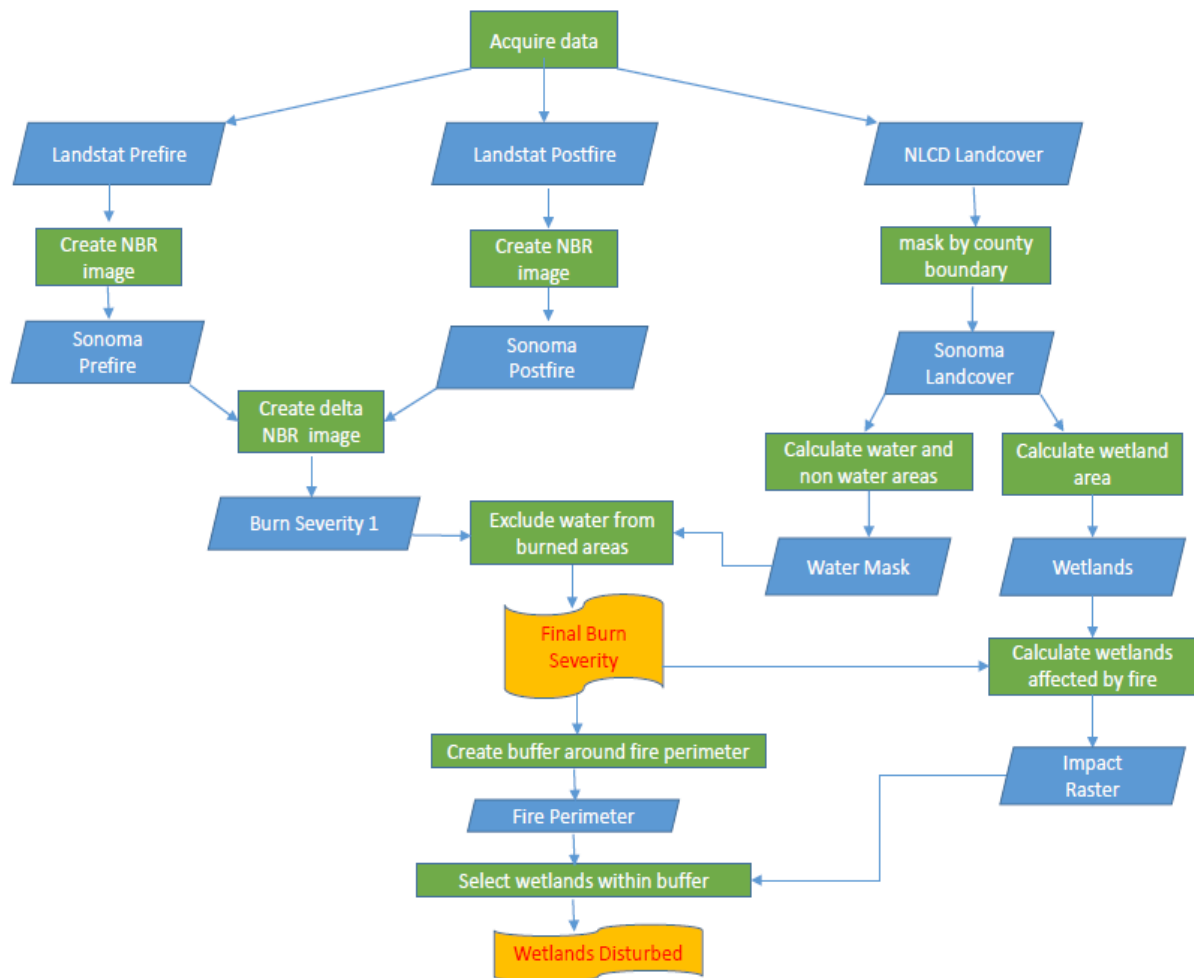 Acquire data
Landstat Prefire
Landstat Postfire
NLCD Landcover
Create NBR
image
Create NBR
image
mask by county
boundary
Sonoma
Prefire
Sonoma
Postfire
Sonoma
Landcover
Create delta
NBR image
Calculate water and
non water areas
Calculate wetland
area
Burn Severity 1
Exclude water from
burned areas
Water Mask
Wetlands
Final Burn
Severity
Calculate wetlands
affected by fire
Create buffer around fire perimeter
Impact
Raster
Fire Perimeter
Select wetlands within buffer
Wetlands Disturbed